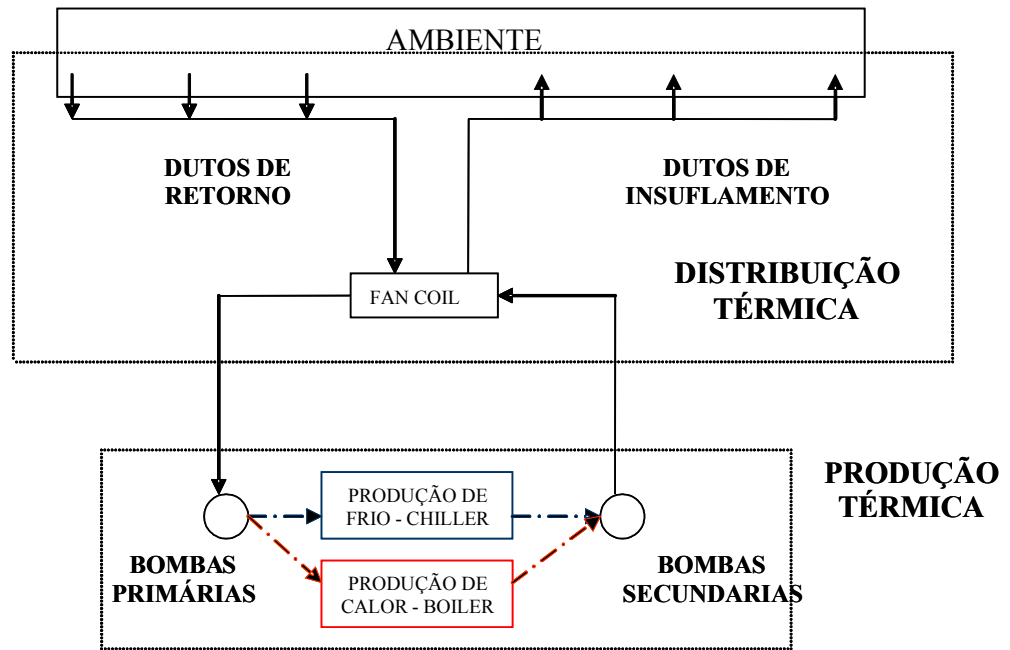 AMBIENTE
DUTOS DE
RETORNO
DUTOS DE
INSUFLAMENTO
DISTRIBUIÇÃO
TÉRMICA
FAN COIL
PRODUÇÃO
TÉRMICA
PRODUÇÃO DE
FRIO - CHILLER
BOMBAS
PRIMÁRIAS
PRODUÇÃO DE
CALOR - BOILER
BOMBAS
SECUNDARIAS